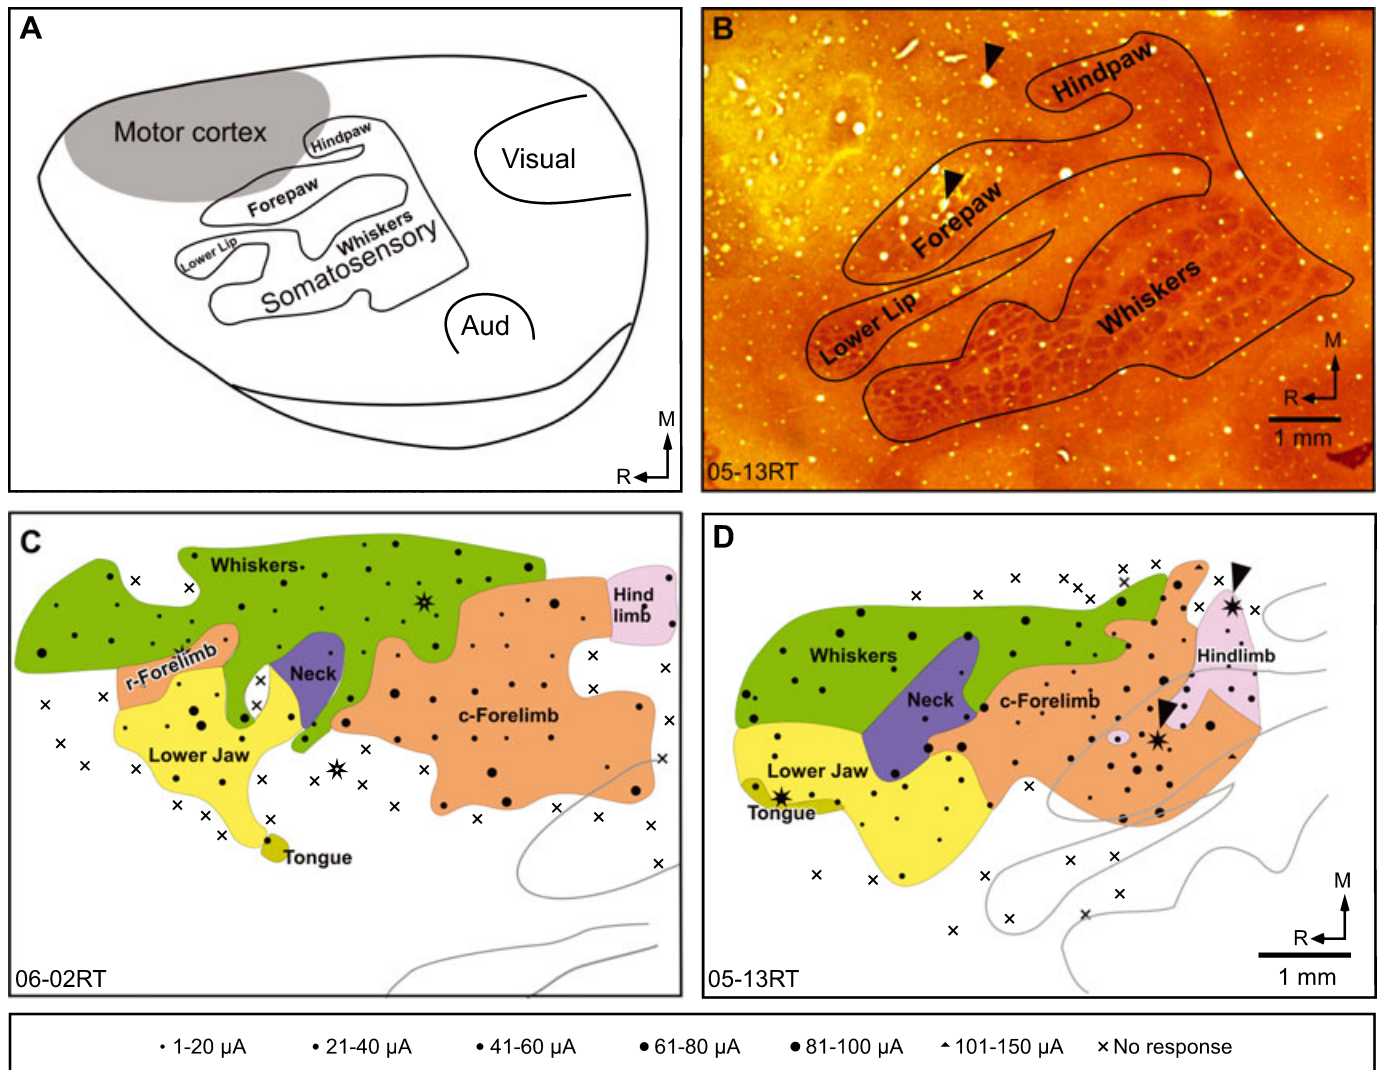 A
Motor cortex
Hindpaw
Forepaw
Lower Lip
Whiskers
Somatosensory
Visual
Aud
M
R
B
Hindpaw
Forepaw
Lower Lip
Whiskers
M
R
1 mm
05-13RT
C
Whiskers
Hind
limb
r-Forelimb
Neck
c-Forelimb
Lower Jaw
Tongue
06-02RT
D
Whiskers
Hindlimb
Neck
c-Forelimb
Lower Jaw
Tongue
M
R
1 mm
05-13RT
1-20 µA 21-40 µA 41-60 µA 61-80 µA 81-100 µA 101-150 µA No response